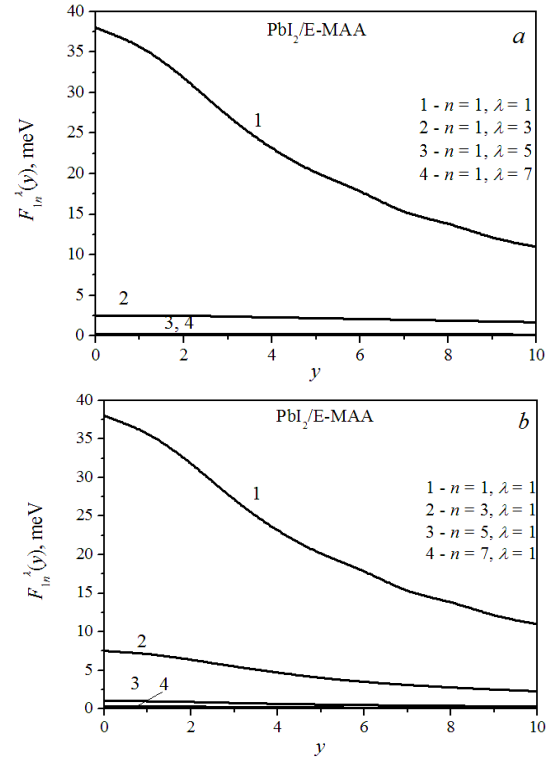 PbI₂/E-MAA
a
40
35
30
25
20
15
10
5
0
F₁ₙ^λ(y), meV
1
2
3, 4
1 - n = 1, λ = 1
2 - n = 1, λ = 3
3 - n = 1, λ = 5
4 - n = 1, λ = 7
0 2 4 6 8 10
y
PbI₂/E-MAA
b
40
35
30
25
20
15
10
5
0
F₁ₙ^λ(y), meV
1
2
3 4
1 - n = 1, λ = 1
2 - n = 3, λ = 1
3 - n = 5, λ = 1
4 - n = 7, λ = 1
0 2 4 6 8 10
y